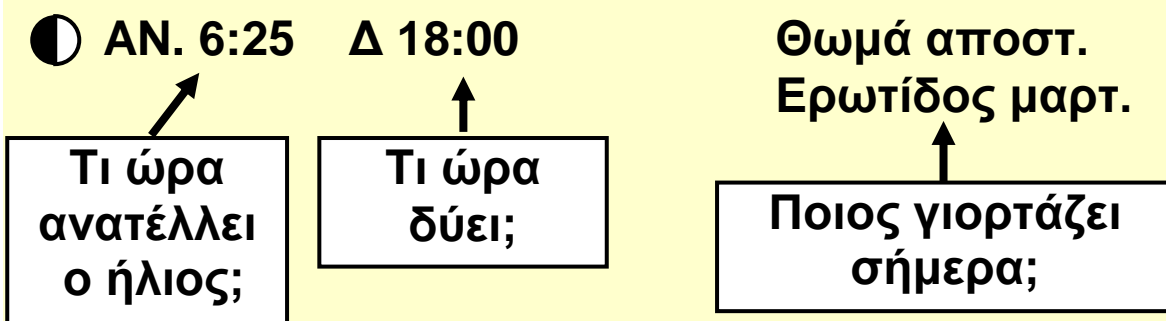 ΑΝ. 6:25 Δ 18:00
Θωμά αποστ.
Ερωτίδος μαρτ.
Τι ώρα
ανατέλλει
ο ήλιος;
Τι ώρα
δύει;
Ποιος γιορτάζει
σήμερα;